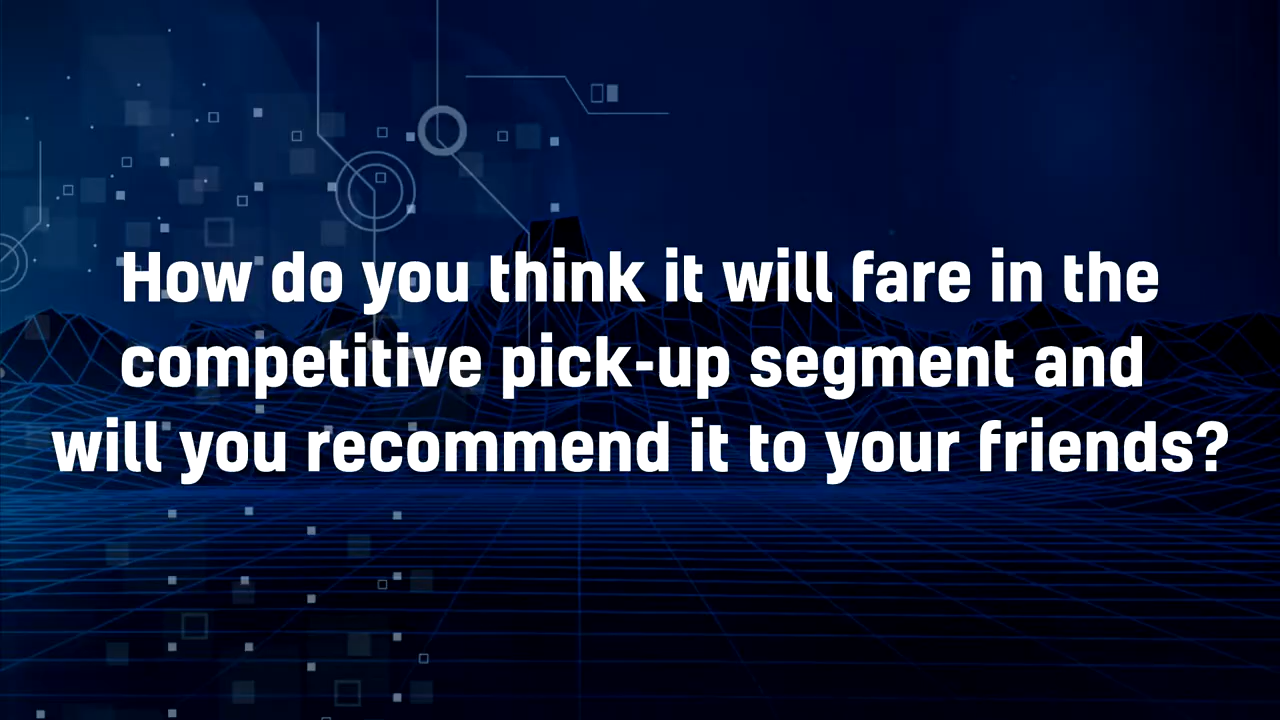 How do you think it will fare in the
competitive pick-up segment and
will you recommend it to your friends?